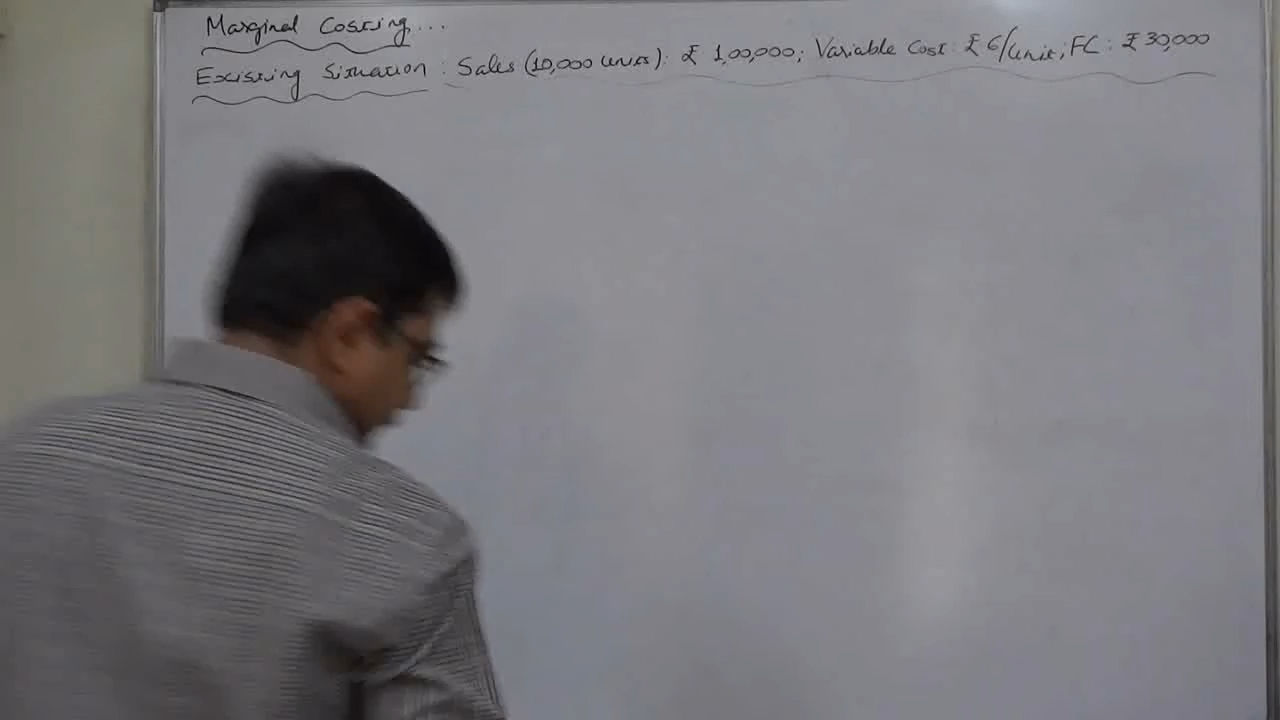 Marginal Costing...
Existing Situation : Sales (10,000 units) : ₹ 1,00,000; Variable Cost : ₹ 6/unit, FC : ₹ 30,000